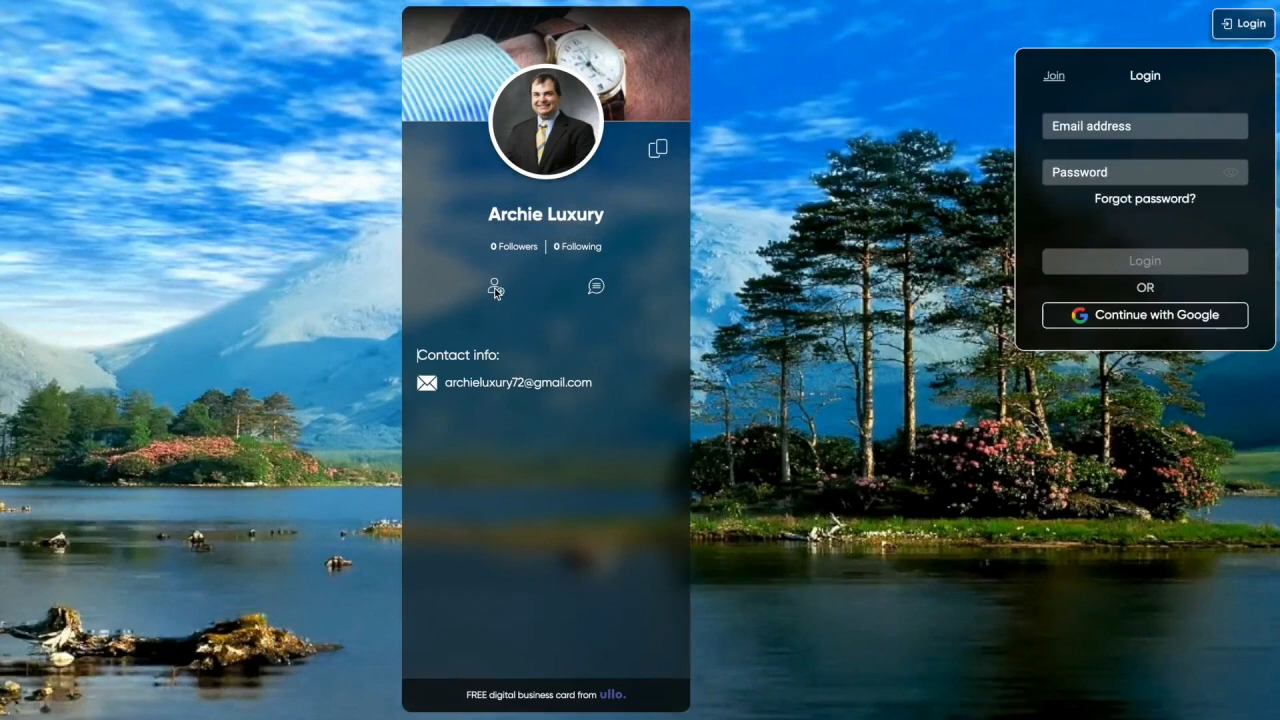 Login
Join
Login
Email address
Password
Forgot password?
Login
OR
Continue with Google
Archie Luxury
0 Followers | 0 Following
Contact info:
archieluxury72@gmail.com
FREE digital business card from ullo.